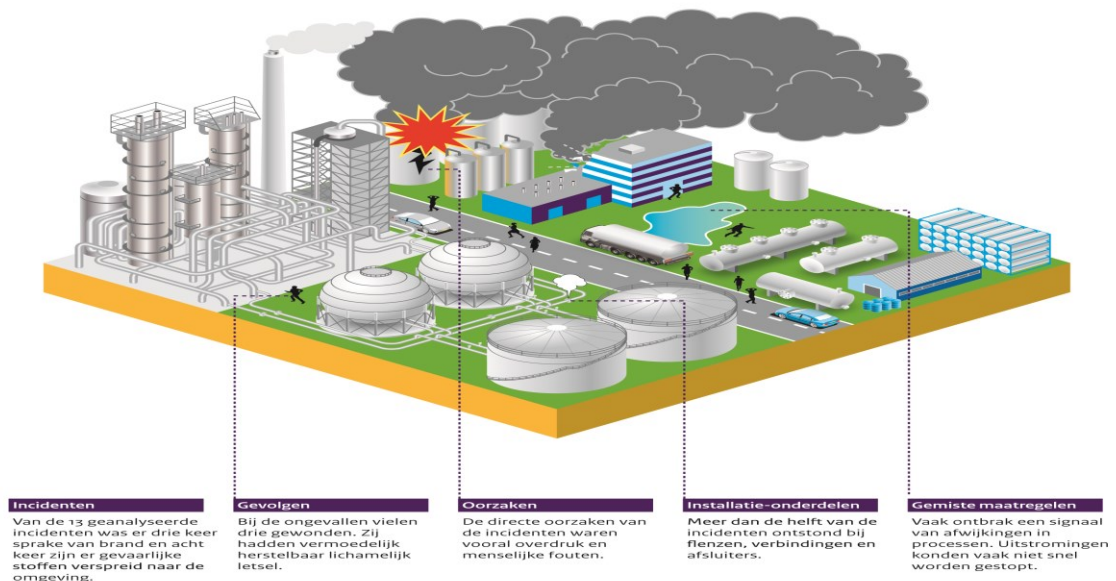 Incidenten
Van de 13 geanalyseerde
incidenten was er drie keer
sprake van brand en acht
keer zijn er gevaarlijke
stoffen verspreid naar de
omgeving.
Gevolgen
Bij de ongevallen vielen
drie gewonden. Zij
hadden vermoedelijk
herstelbaar lichamelijk
letsel.
Oorzaken
De directe oorzaken van
de incidenten waren
vooral overdruk en
menselijke fouten.
Installatie-onderdelen
Meer dan de helft van de
incidenten ontstond bij
flenzen, verbindingen en
afsluiters.
Gemiste maatregelen
Vaak ontbrak een signaal
van afwijkingen in
processen. Uitstromingen
konden vaak niet snel
worden gestopt.